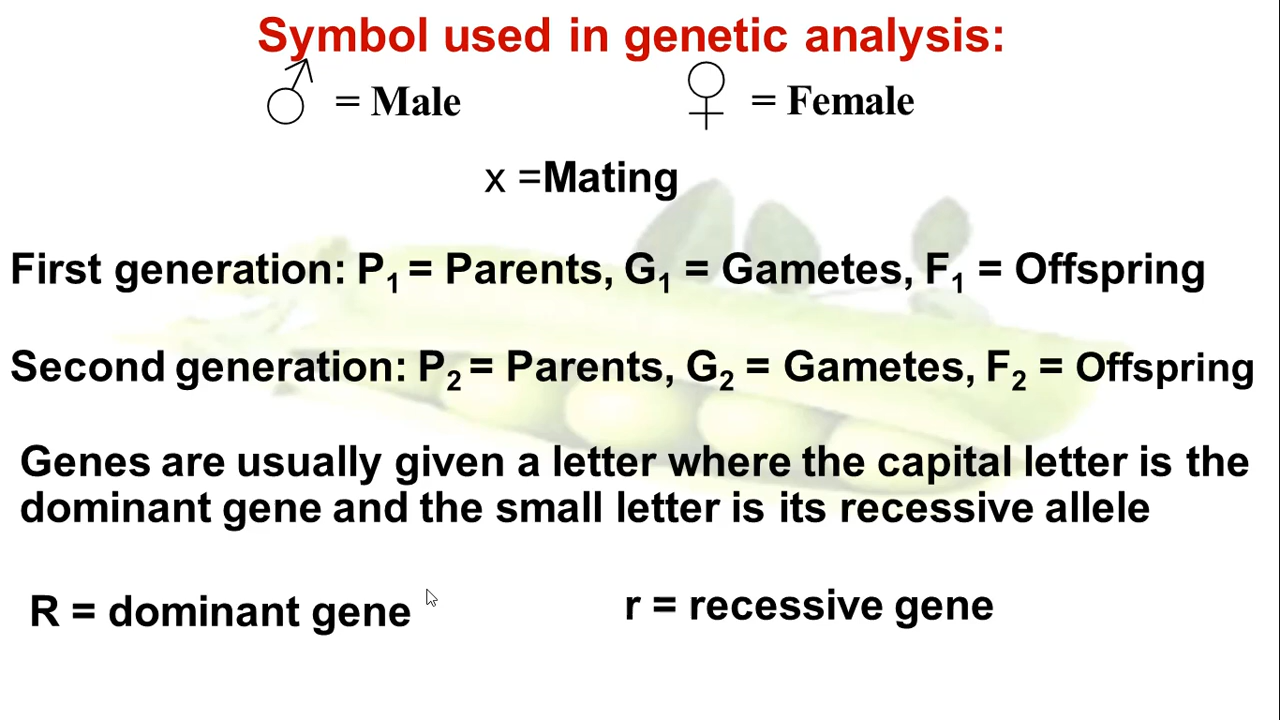 Symbol used in genetic analysis:
♂ = Male ♀ = Female
x =Mating
First generation: P₁ = Parents, G₁ = Gametes, F₁ = Offspring
Second generation: P₂ = Parents, G₂ = Gametes, F₂ = Offspring
Genes are usually given a letter where the capital letter is the
dominant gene and the small letter is its recessive allele
R = dominant gene r = recessive gene